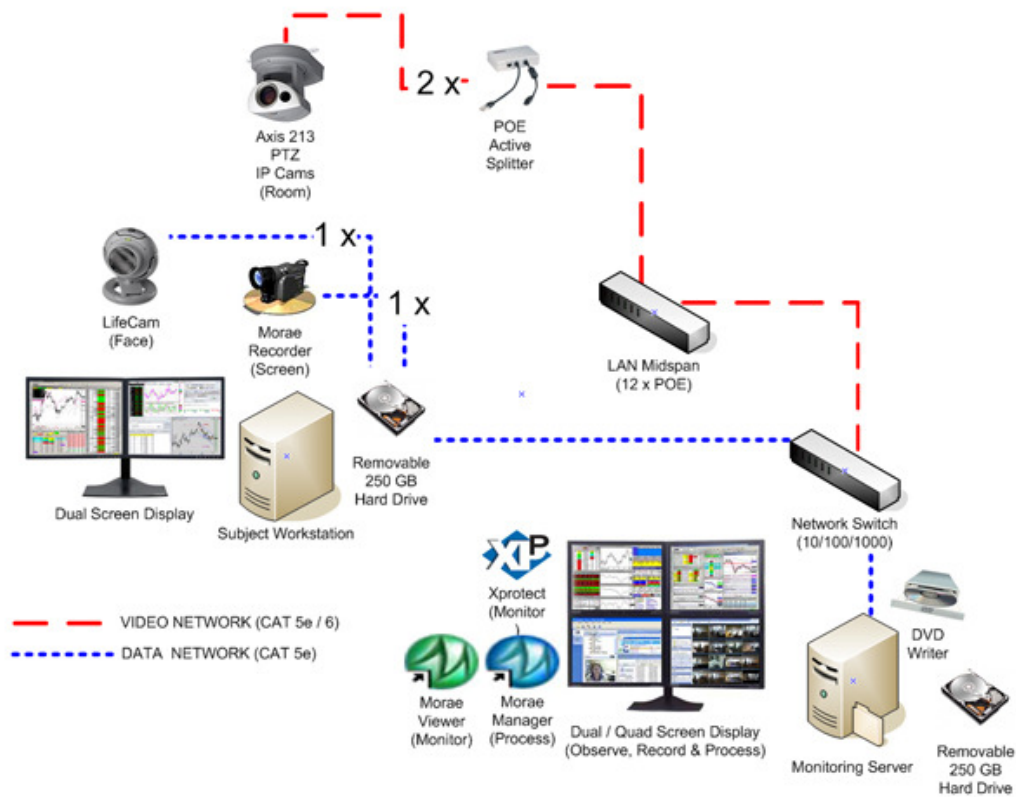 2 x
Axis 213
PTZ
IP Cams
(Room)
POE
Active
Splitter
1 x
LifeCam
(Face)
Morae
Recorder
(Screen)
1 x
LAN Midspan
(12 x POE)
Dual Screen Display
Subject Workstation
Removable
250 GB
Hard Drive
Network Switch
(10/100/1000)
XP
Xprotect
(Monitor
VIDEO NETWORK (CAT 5e / 6)
DATA NETWORK (CAT 5e)
Morae
Viewer
(Monitor)
Morae
Manager
(Process)
Dual / Quad Screen Display
(Observe, Record & Process)
DVD
Writer
Monitoring Server
Removable
250 GB
Hard Drive